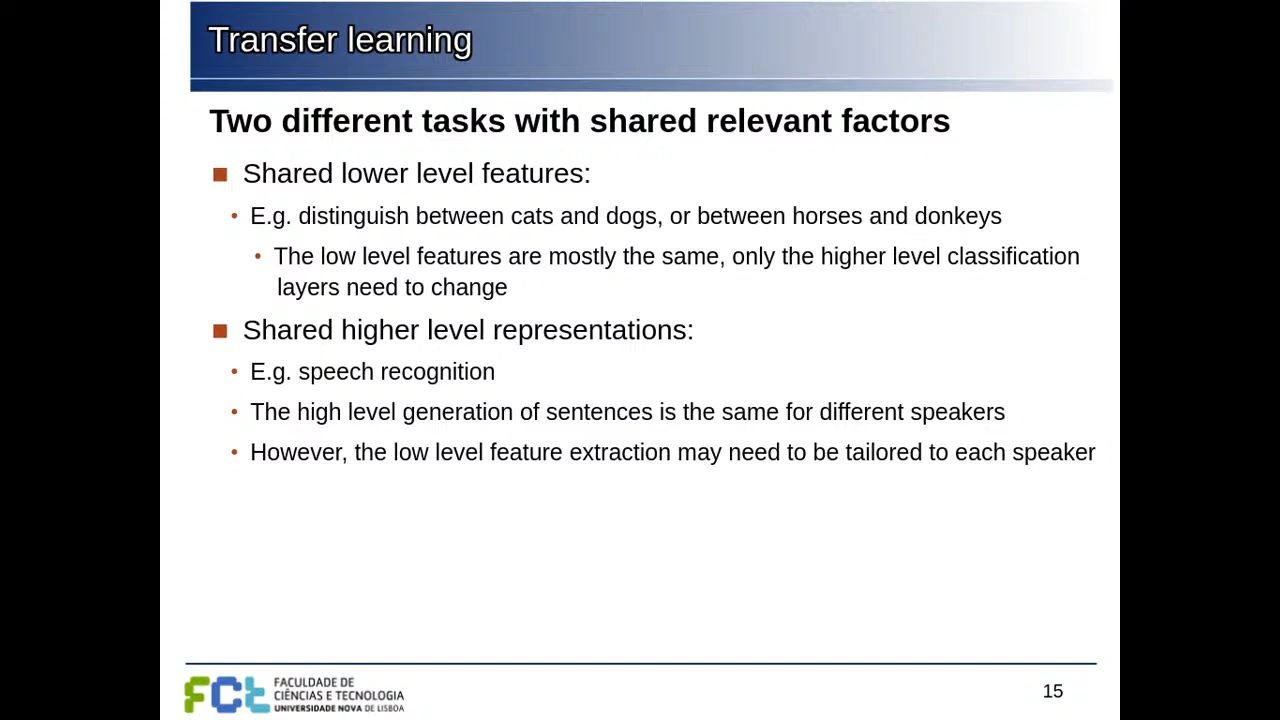 Transfer learning
Two different tasks with shared relevant factors
Shared lower level features:
E.g. distinguish between cats and dogs, or between horses and donkeys
The low level features are mostly the same, only the higher level classification
layers need to change
Shared higher level representations:
E.g. speech recognition
The high level generation of sentences is the same for different speakers
However, the low level feature extraction may need to be tailored to each speaker
FCt
FACULDADE DE
CIÊNCIAS E TECNOLOGIA
UNIVERSIDADE NOVA DE LISBOA
15